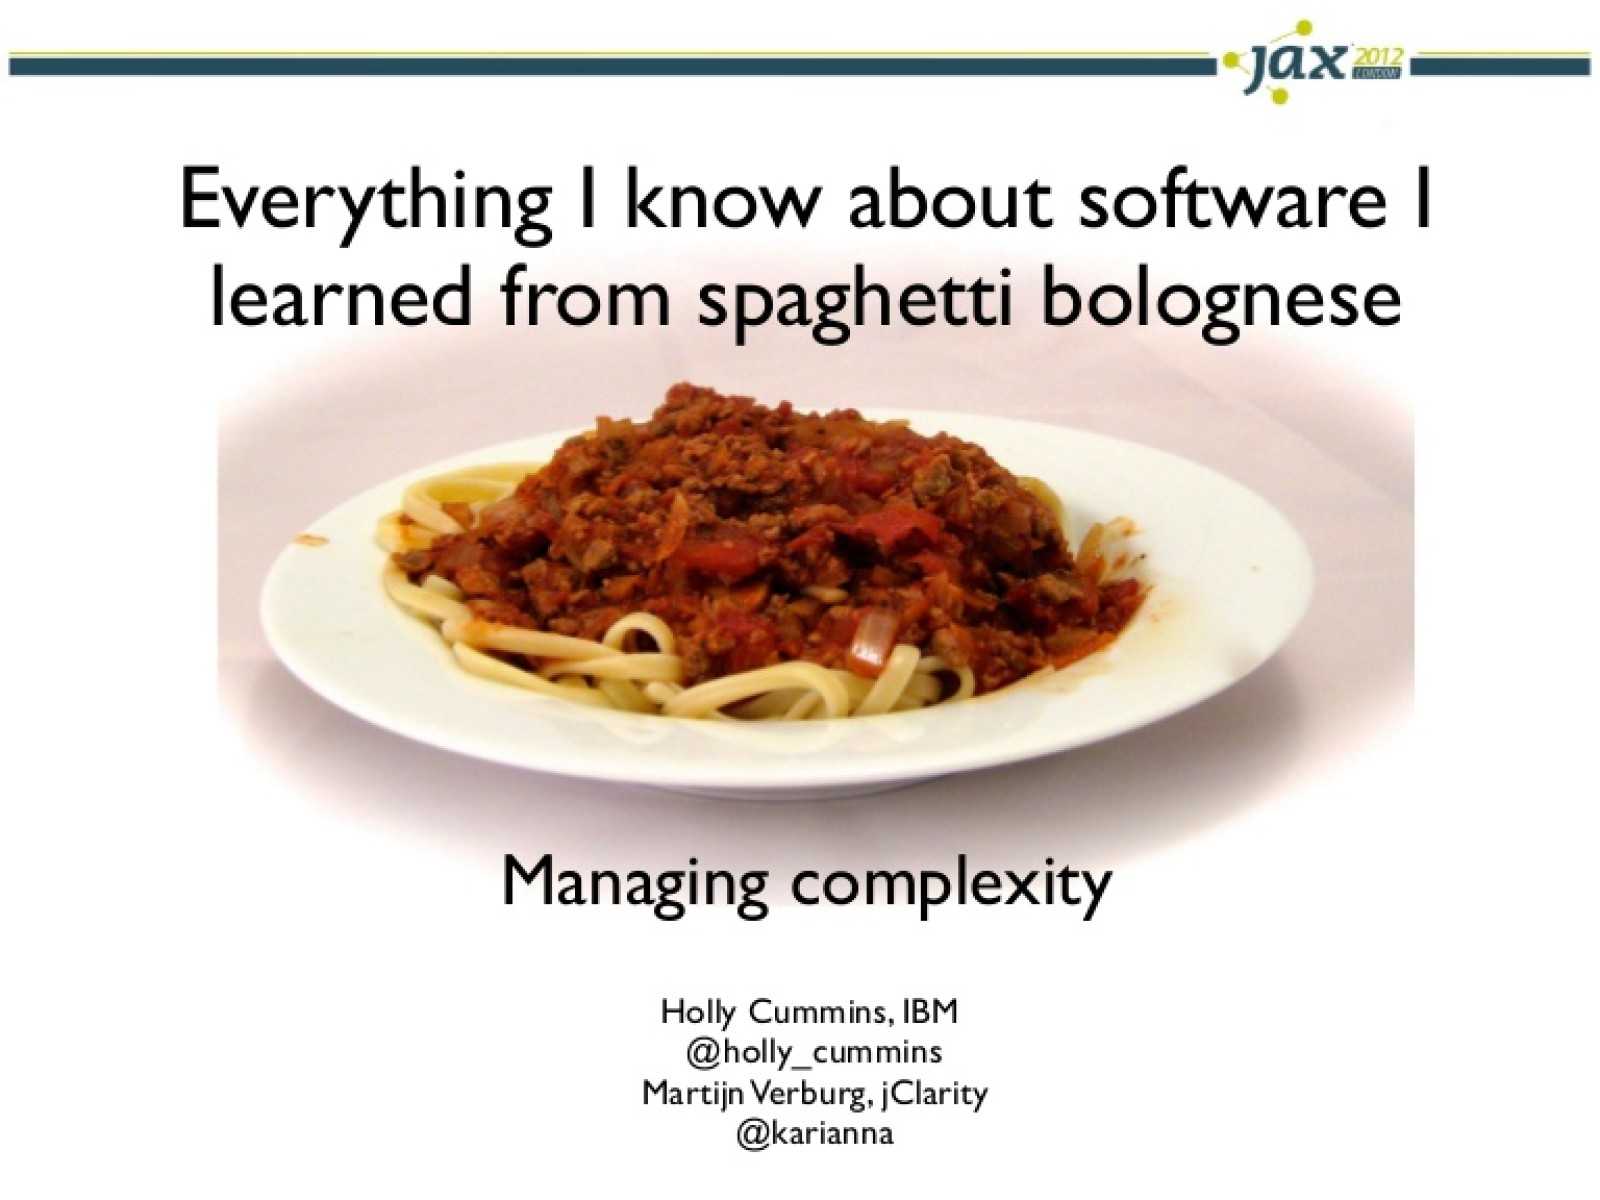 jax 2012
LONDON
Everything I know about software I
learned from spaghetti bolognese
Managing complexity
Holly Cummins, IBM
@holly_cummins
Martijn Verburg, jClarity
@karianna